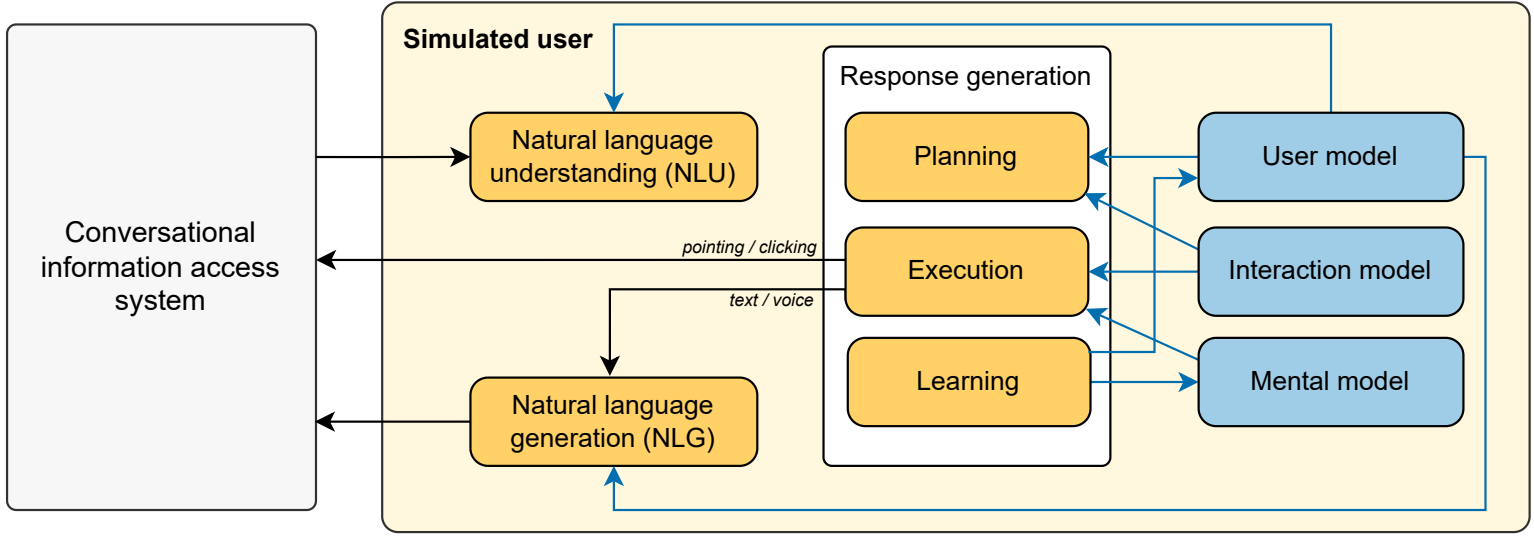 Simulated user
Conversational
information access
system
Natural language
understanding (NLU)
Response generation
Planning
User model
pointing / clicking
Execution
Interaction model
text / voice
Learning
Mental model
Natural language
generation (NLG)